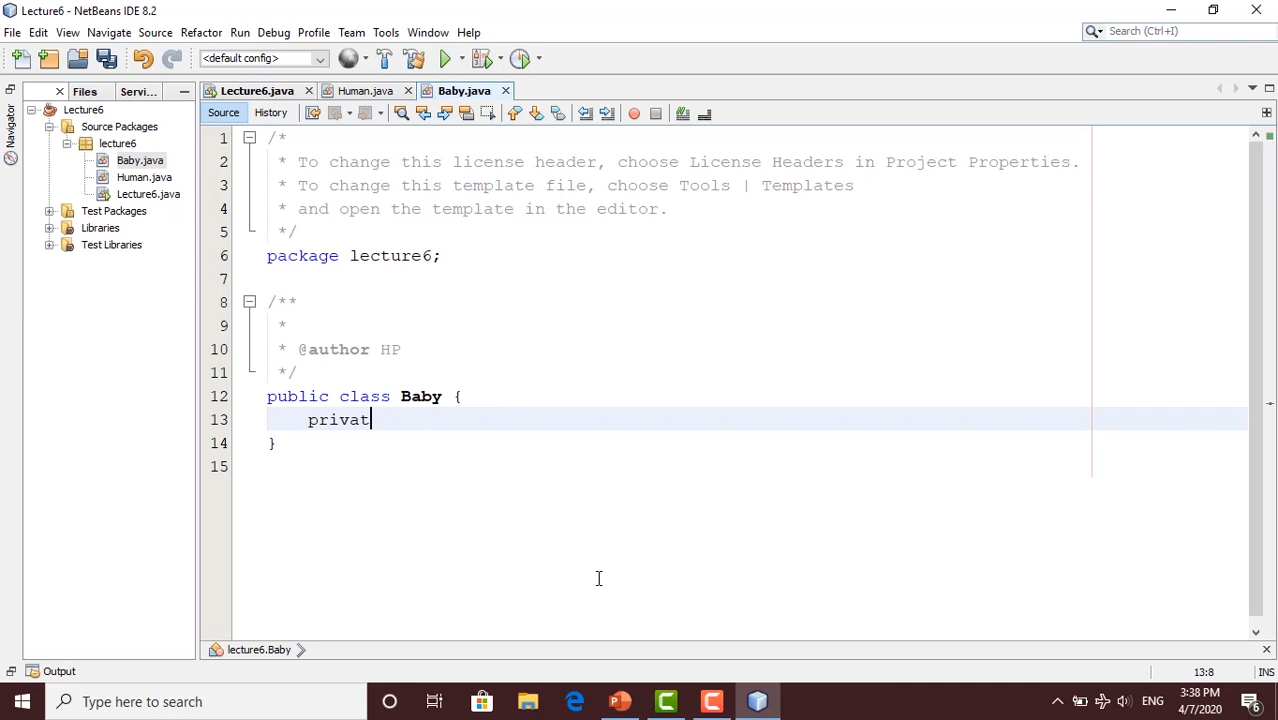 Lecture6 - NetBeans IDE 8.2
File Edit View Navigate Source Refactor Run Debug Profile Team Tools Window Help
Search (Ctrl+I)
<default config>
Files Servi...
Lecture6.java Human.java Baby.java
Navigator
Lecture6
Source Packages
lecture6
Baby.java
Human.java
Lecture6.java
Test Packages
Libraries
Test Libraries
Source History
1 /*
2 * To change this license header, choose License Headers in Project Properties.
3 * To change this template file, choose Tools | Templates
4 * and open the template in the editor.
5 */
6 package lecture6;
7
8 /**
9 *
10 * @author HP
11 */
12 public class Baby {
13 privat
14 }
15
lecture6.Baby
Output
13:8 INS
Type here to search
ENG
3:38 PM
4/7/2020
6